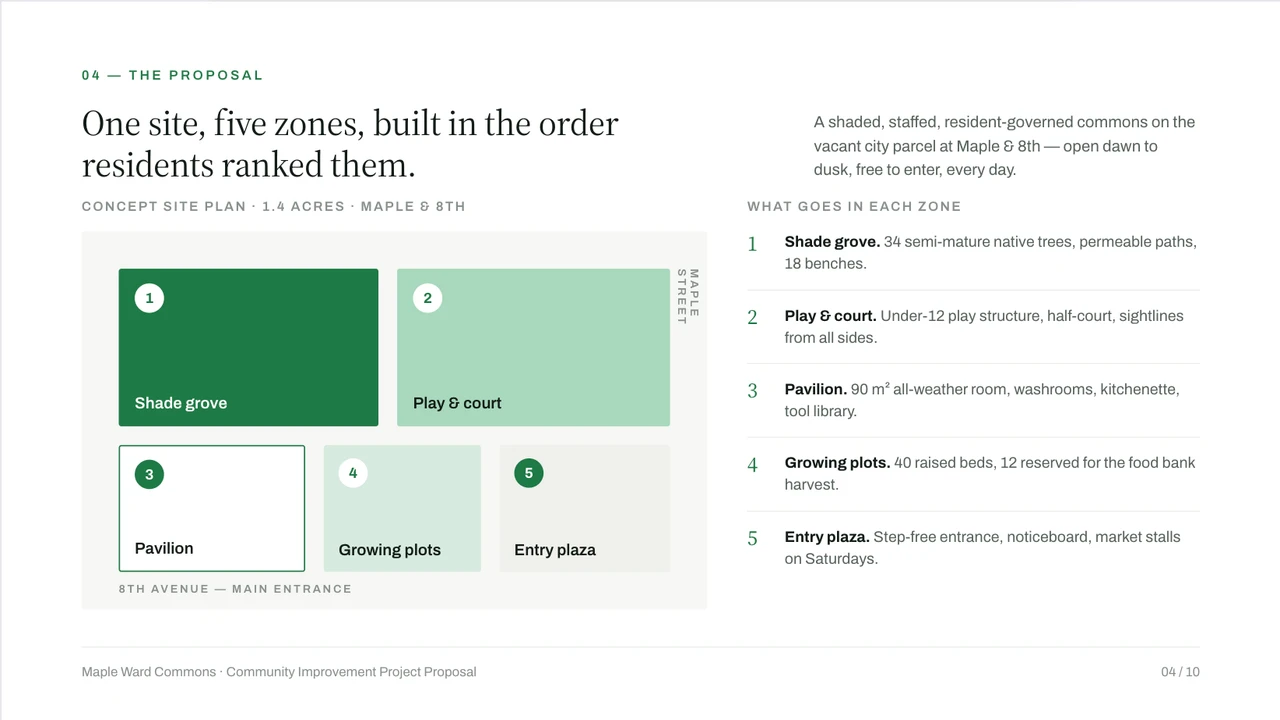 04 — THE PROPOSAL
One site, five zones, built in the order
residents ranked them.
A shaded, staffed, resident-governed commons on the
vacant city parcel at Maple & 8th — open dawn to
dusk, free to enter, every day.
CONCEPT SITE PLAN · 1.4 ACRES · MAPLE & 8TH
1
Shade grove
2
Play & court
MAPLE
STREET
3
Pavilion
4
Growing plots
5
Entry plaza
8TH AVENUE — MAIN ENTRANCE
WHAT GOES IN EACH ZONE
1 Shade grove. 34 semi-mature native trees, permeable paths,
18 benches.
2 Play & court. Under-12 play structure, half-court, sightlines
from all sides.
3 Pavilion. 90 m² all-weather room, washrooms, kitchenette,
tool library.
4 Growing plots. 40 raised beds, 12 reserved for the food bank
harvest.
5 Entry plaza. Step-free entrance, noticeboard, market stalls
on Saturdays.
Maple Ward Commons · Community Improvement Project Proposal
04 / 10